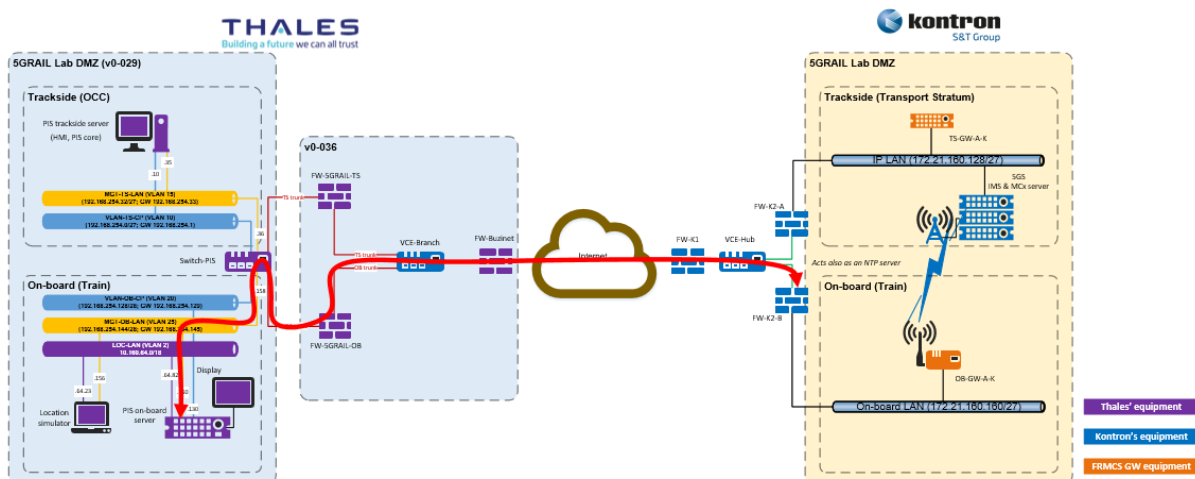 THALES
Building a future we can all trust
kontron
S&T Group
5GRAIL Lab DMZ (v0-029)
Trackside (OCC)
PIS trackside server
(HMI, PIS core)
.35
.10
MGT-TS-LAN (VLAN 15)
(192.168.254.32/27; GW 192.168.254.33)
VLAN-TS-CI* (VLAN 10)
(192.168.254.0/27; GW 192.168.254.1)
.36
Switch-PIS
.158
On-board (Train)
VLAN-OB-CI* (VLAN 20)
(192.168.254.128/28; GW 192.168.254.129)
MGT-OB-LAN (VLAN 25)
(192.168.254.144/28; GW 192.168.254.145)
LOC-LAN (VLAN 2)
10.160.64.0/18
.64.23
.156
.64.82
.130
Display
Location
simulator
PIS on-board
server
v0-036
FW-5GRAIL-TS
TS trunk
TS trunk
OB trunk
VCE-Branch
FW-Buzinet
FW-5GRAIL-OB
Internet
FW-K1
VCE-Hub
FW-K2-A
FW-K2-B
5GRAIL Lab DMZ
Trackside (Transport Stratum)
TS-GW-A-K
IP LAN (172.21.160.128/27)
5GS
IMS & MCx server
Acts also as an NTP server
On-board (Train)
OB-GW-A-K
On-board LAN (172.21.160.160/27)
Thales' equipment
Kontron's equipment
FRMCS GW equipment